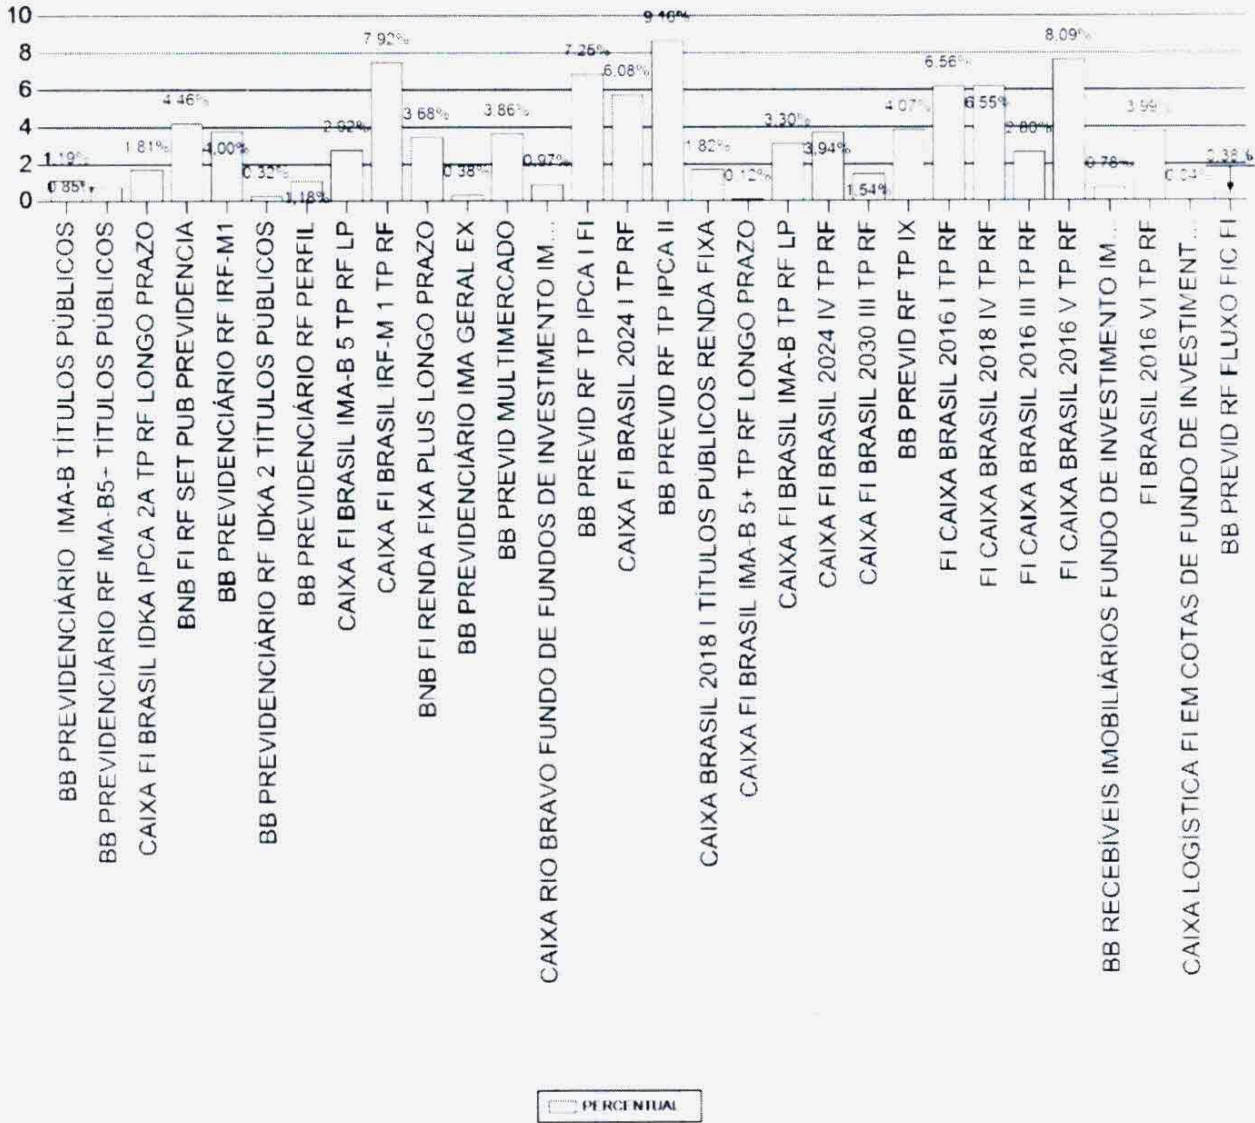 10
8
6
4
2
0
1.19%
0.85%
1.81%
4.46%
4.00%
0.32%
1.18%
2.92%
7.92%
3.68%
0.38%
3.86%
0.97%
7.25%
6.08%
9.16%
1.82%
0.12%
3.30%
3.94%
1.54%
4.07%
6.56%
6.55%
2.80%
8.09%
0.78%
3.99%
0.04%
0.38%
BB PREVIDENCIÁRIO IMA-B TÍTULOS PÚBLICOS
BB PREVIDENCIÁRIO RF IMA-B5- TÍTULOS PÚBLICOS
CAIXA FI BRASIL IDKA IPCA 2A TP RF LONGO PRAZO
BNB FI RF SET PUB PREVIDENCIA
BB PREVIDENCIÁRIO RF IRF-M1
BB PREVIDENCIÁRIO RF IDKA 2 TÍTULOS PÚBLICOS
BB PREVIDENCIÁRIO RF PERFIL
CAIXA FI BRASIL IMA-B 5 TP RF LP
CAIXA FI BRASIL IRF-M 1 TP RF
BNB FI RENDA FIXA PLUS LONGO PRAZO
BB PREVIDENCIÁRIO IMA GERAL EX
BB PREVID MULTIMERCADO
CAIXA RIO BRAVO FUNDO DE FUNDOS DE INVESTIMENTO IM...
BB PREVID RF TP IPCA I FI
CAIXA FI BRASIL 2024 I TP RF
BB PREVID RF TP IPCA II
CAIXA BRASIL 2018 I TÍTULOS PÚBLICOS RENDA FIXA
CAIXA FI BRASIL IMA-B 5+ TP RF LONGO PRAZO
CAIXA FI BRASIL IMA-B TP RF LP
CAIXA FI BRASIL 2024 IV TP RF
CAIXA FI BRASIL 2030 III TP RF
BB PREVID RF TP IX
FI CAIXA BRASIL 2016 I TP RF
FI CAIXA BRASIL 2018 IV TP RF
FI CAIXA BRASIL 2016 III TP RF
FI CAIXA BRASIL 2016 V TP RF
BB RECEBÍVEIS IMOBILIÁRIOS FUNDO DE INVESTIMENTO IM...
FI BRASIL 2016 VI TP RF
CAIXA LOGÍSTICA FI EM COTAS DE FUNDO DE INVESTIMENT...
BB PREVID RF FLUXO FIC FI
PERCENTUAL